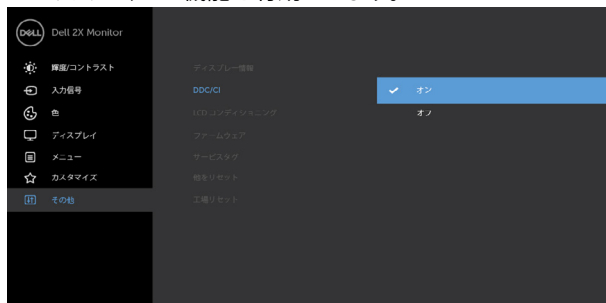 DELL
Dell 2X Monitor
輝度/コントラスト
入力信号
色
ディスプレイ
メニュー
カスタマイズ
その他
ディスプレー情報
DDC/CI
LCD コンディショニング
ファームウェア
サービスタグ
他をリセット
工場リセット
オン
オフ